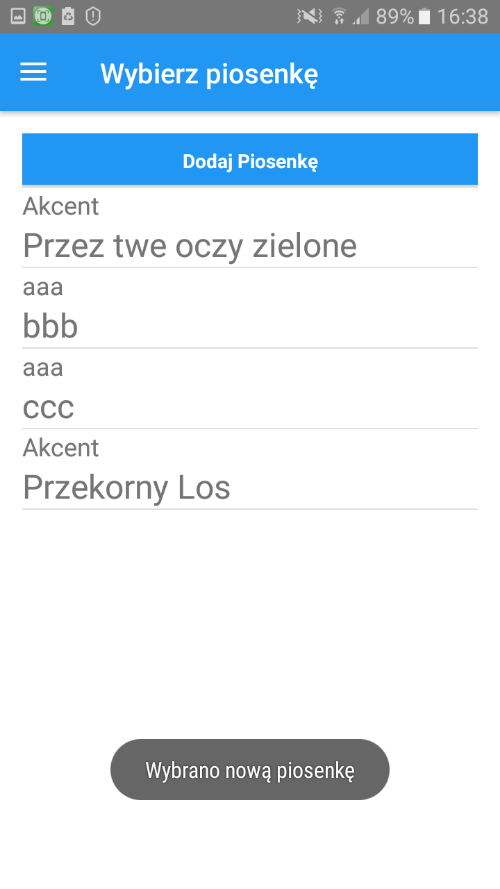 89% 16:38
Wybierz piosenkę
Dodaj Piosenkę
Akcent
Przez twe oczy zielone
aaa
bbb
aaa
ccc
Akcent
Przekorny Los
Wybrano nową piosenkę